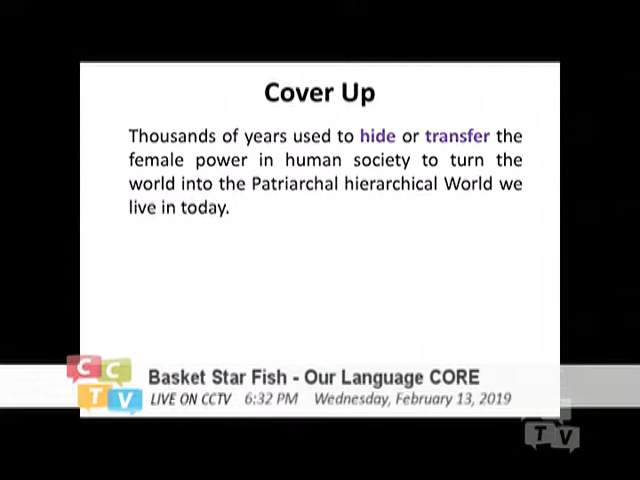 Cover Up
Thousands of years used to hide or transfer the
female power in human society to turn the
world into the Patriarchal hierarchical World we
live in today.
CC
TV
Basket Star Fish - Our Language CORE
LIVE ON CCTV 6:32 PM Wednesday, February 13, 2019
TV